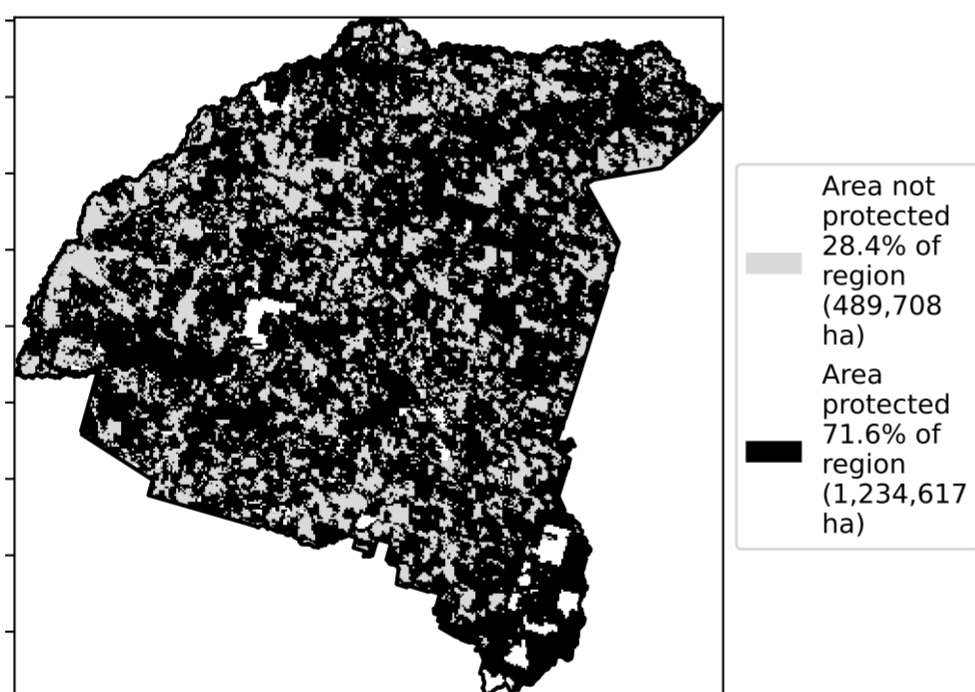 Area not
protected
28.4% of
region
(489,708
ha)
Area
protected
71.6% of
region
(1,234,617
ha)